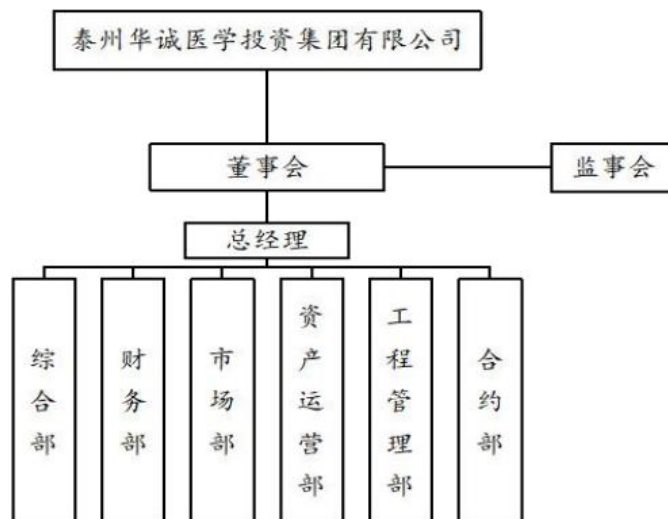 泰州华诚医学投资集团有限公司
董事会
监事会
总经理
综合部
财务部
市场部
资产运营部
工程管理部
合约部